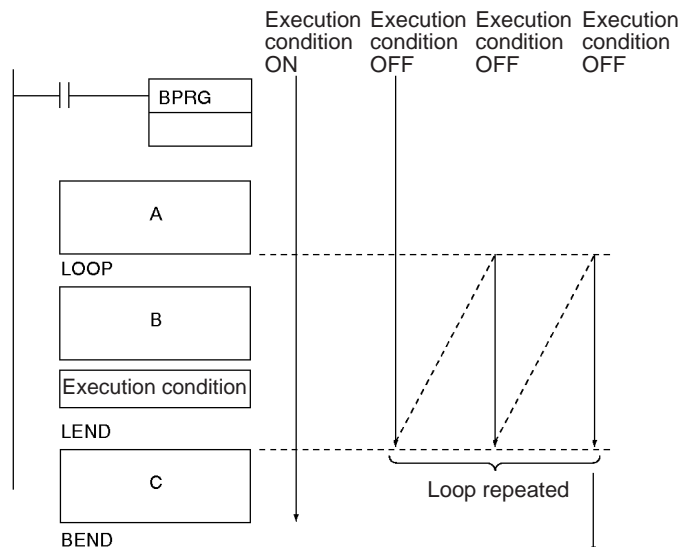 Execution condition ON
Execution condition OFF
Execution condition OFF
Execution condition OFF
BPRG
A
LOOP
B
Execution condition
LEND
C
Loop repeated
BEND